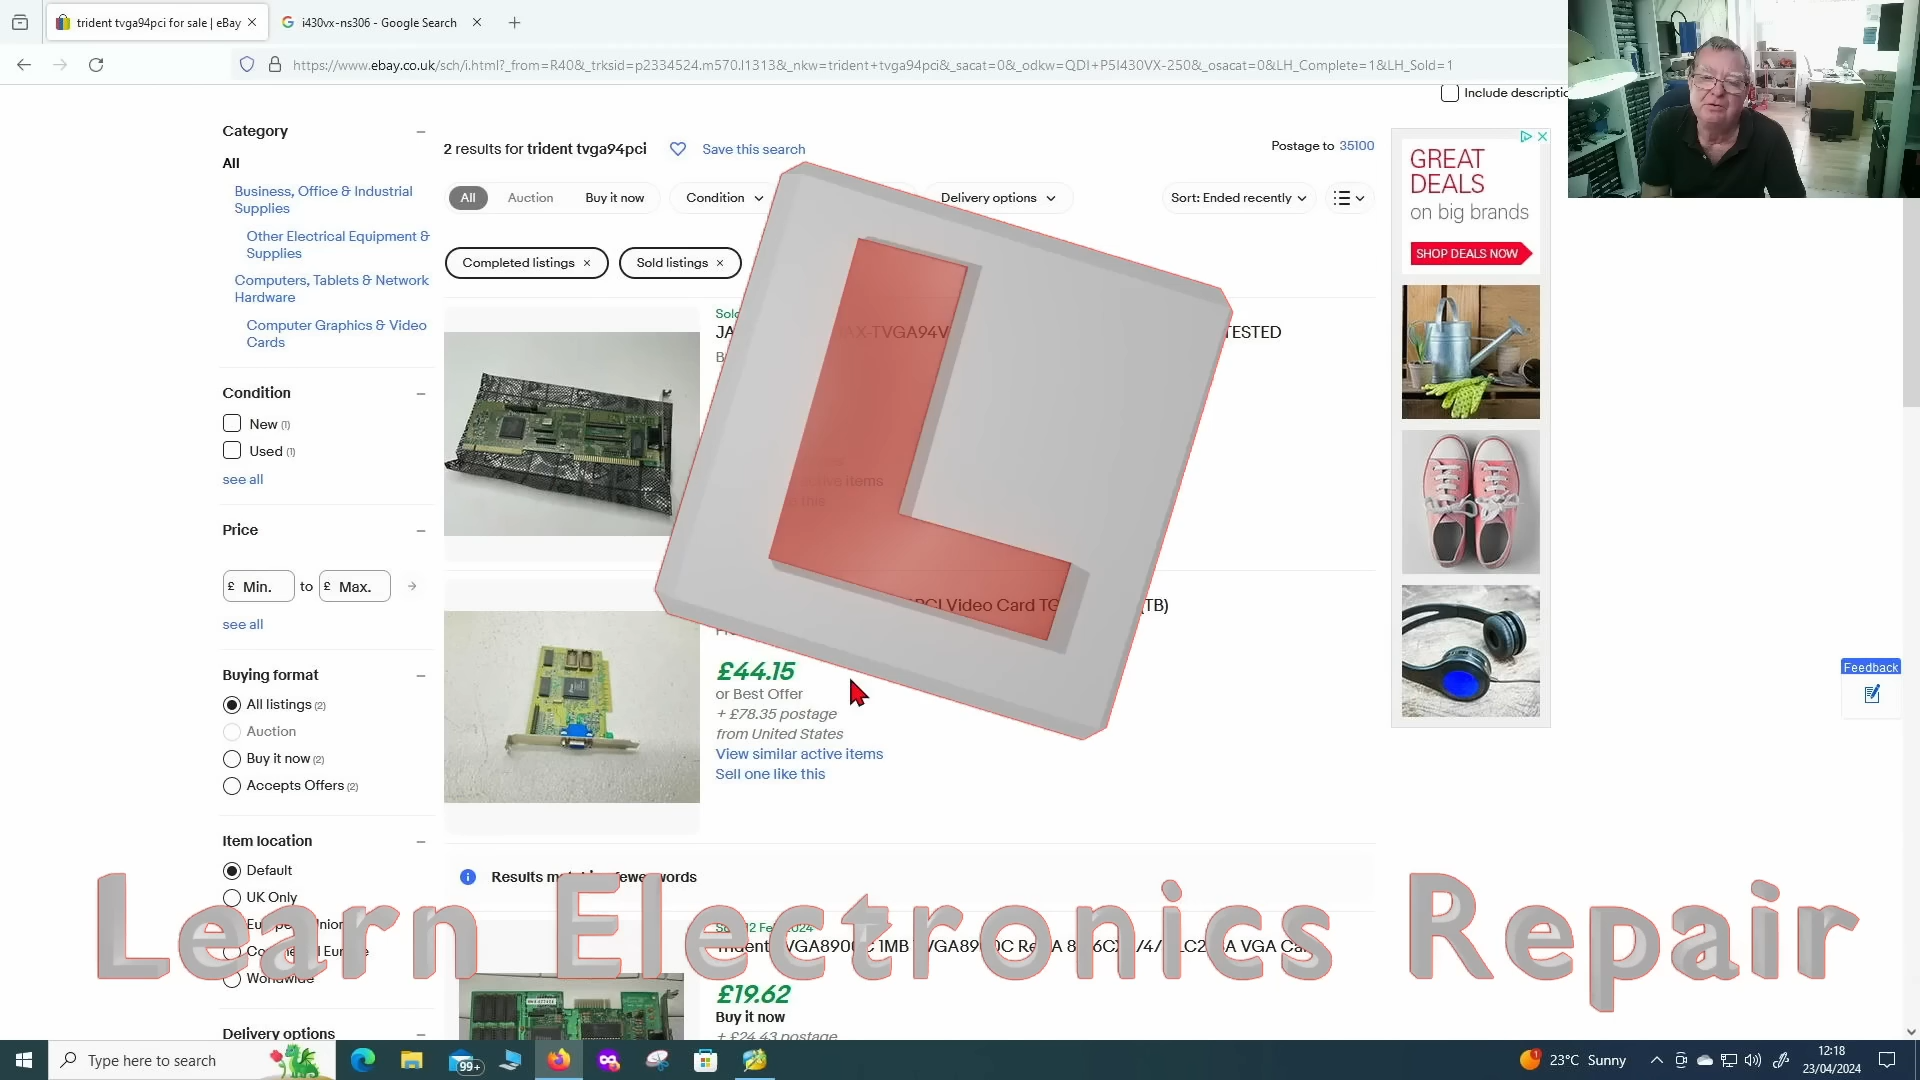 trident tvga94pci for sale | eBay
i430vx-ns306 - Google Search
https://www.ebay.co.uk/sch/i.html?_from=R40&_trksid=p2334524.m570.l1313&_nkw=trident+tvga94pci&_sacat=0&_odkw=QDI+P5I430VX-250&_osacat=0&LH_Complete=1&LH_Sold=1
Include descriptio
Category
All
Business, Office & Industrial
Supplies
Other Electrical Equipment &
Supplies
Computers, Tablets & Network
Hardware
Computer Graphics & Video
Cards
Condition
New (1)
Used (1)
see all
Price
£ Min. to £ Max.
see all
Buying format
All listings (2)
Auction
Buy it now (2)
Accepts Offers (2)
Item location
Default
UK Only
Worldwide
Delivery options
2 results for trident tvga94pci
Save this search
Postage to 35100
All
Auction
Buy it now
Condition
Delivery options
Sort: Ended recently
Completed listings ×
Sold listings ×
AX-TVGA94V
TESTED
PCI Video Card
(TB)
£44.15
or Best Offer
+ £78.35 postage
from United States
View similar active items
Sell one like this
Results
words
2024
1MB
£19.62
Buy it now
+ £24.43 postage
GREAT
DEALS
on big brands
SHOP DEALS NOW
Feedback
L
Learn Electronics Repair
Type here to search
99+
23°C Sunny
12:18
23/04/2024